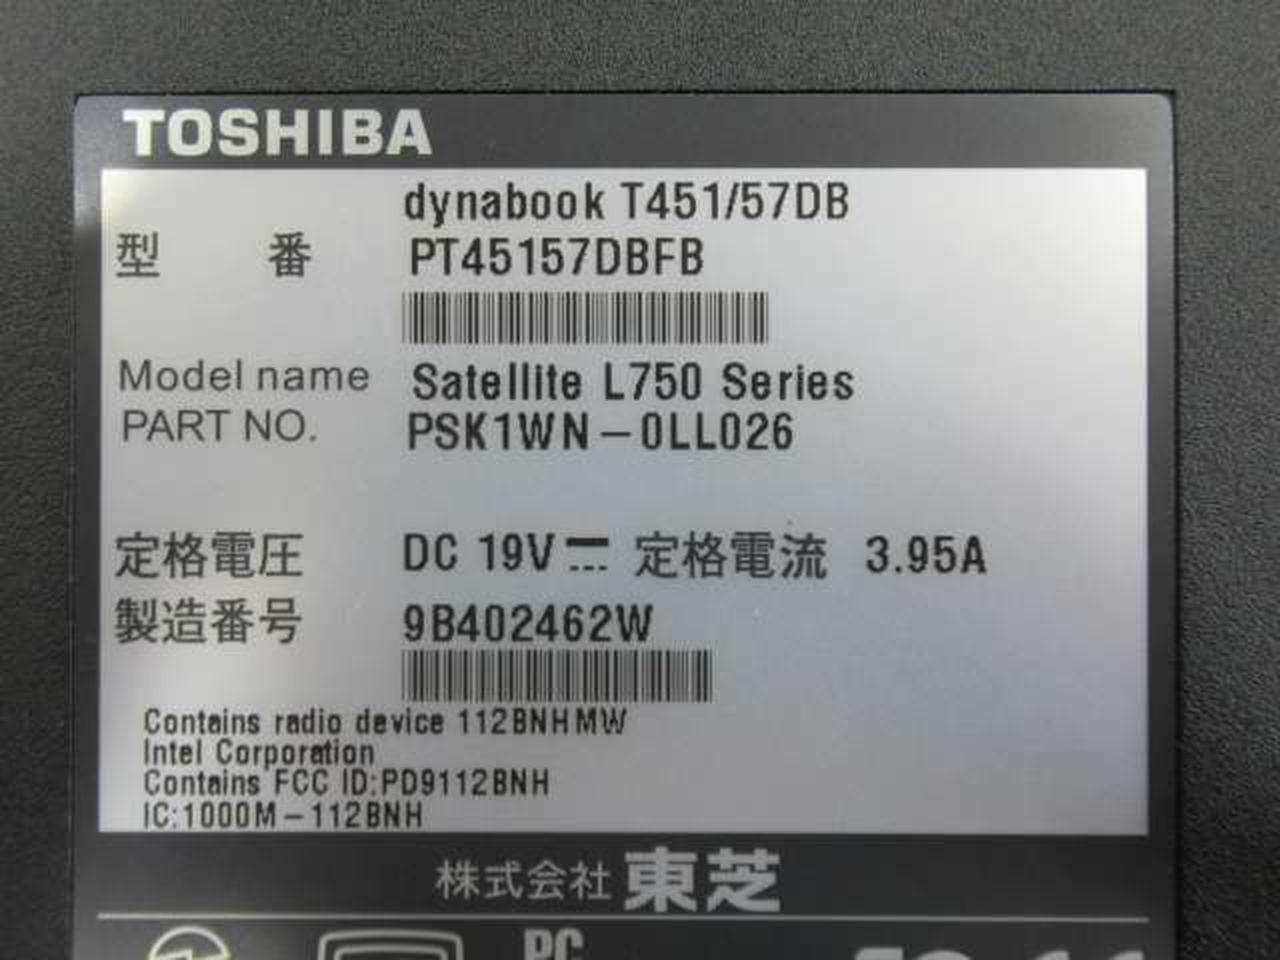 TOSHIBA
dynabook T451/57DB
型 番 PT45157DBFB
Model name Satellite L750 Series
PART NO. PSK1WN-0LL026
定格電圧 DC 19V 定格電流 3.95A
製造番号 9B402462W
Contains radio device 112BNHMW
Intel Corporation
Contains FCC ID:PD9112BNH
IC:1000M-112BNH
株式会社 東芝
PC